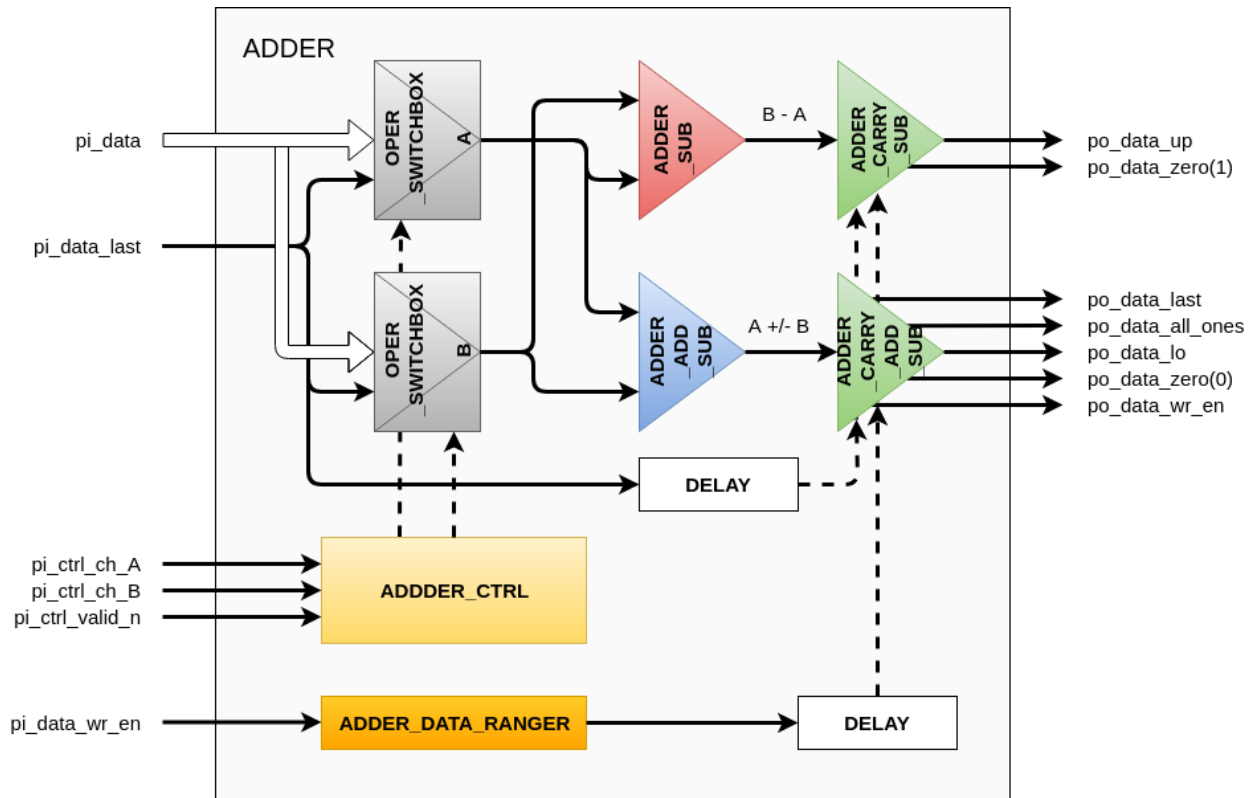 ADDER
pi_data
pi_data_last
pi_ctrl_ch_A
pi_ctrl_ch_B
pi_ctrl_valid_n
pi_data_wr_en
OPER
_SWITCHBOX
A
OPER
_SWITCHBOX
B
ADDER
_SUB
B - A
ADDER
_CARRY
_SUB
ADDER
_ADD
_SUB
A +/- B
ADDER
_CARRY
_ADD
_SUB
DELAY
ADDDER_CTRL
ADDER_DATA_RANGER
DELAY
po_data_up
po_data_zero(1)
po_data_last
po_data_all_ones
po_data_lo
po_data_zero(0)
po_data_wr_en